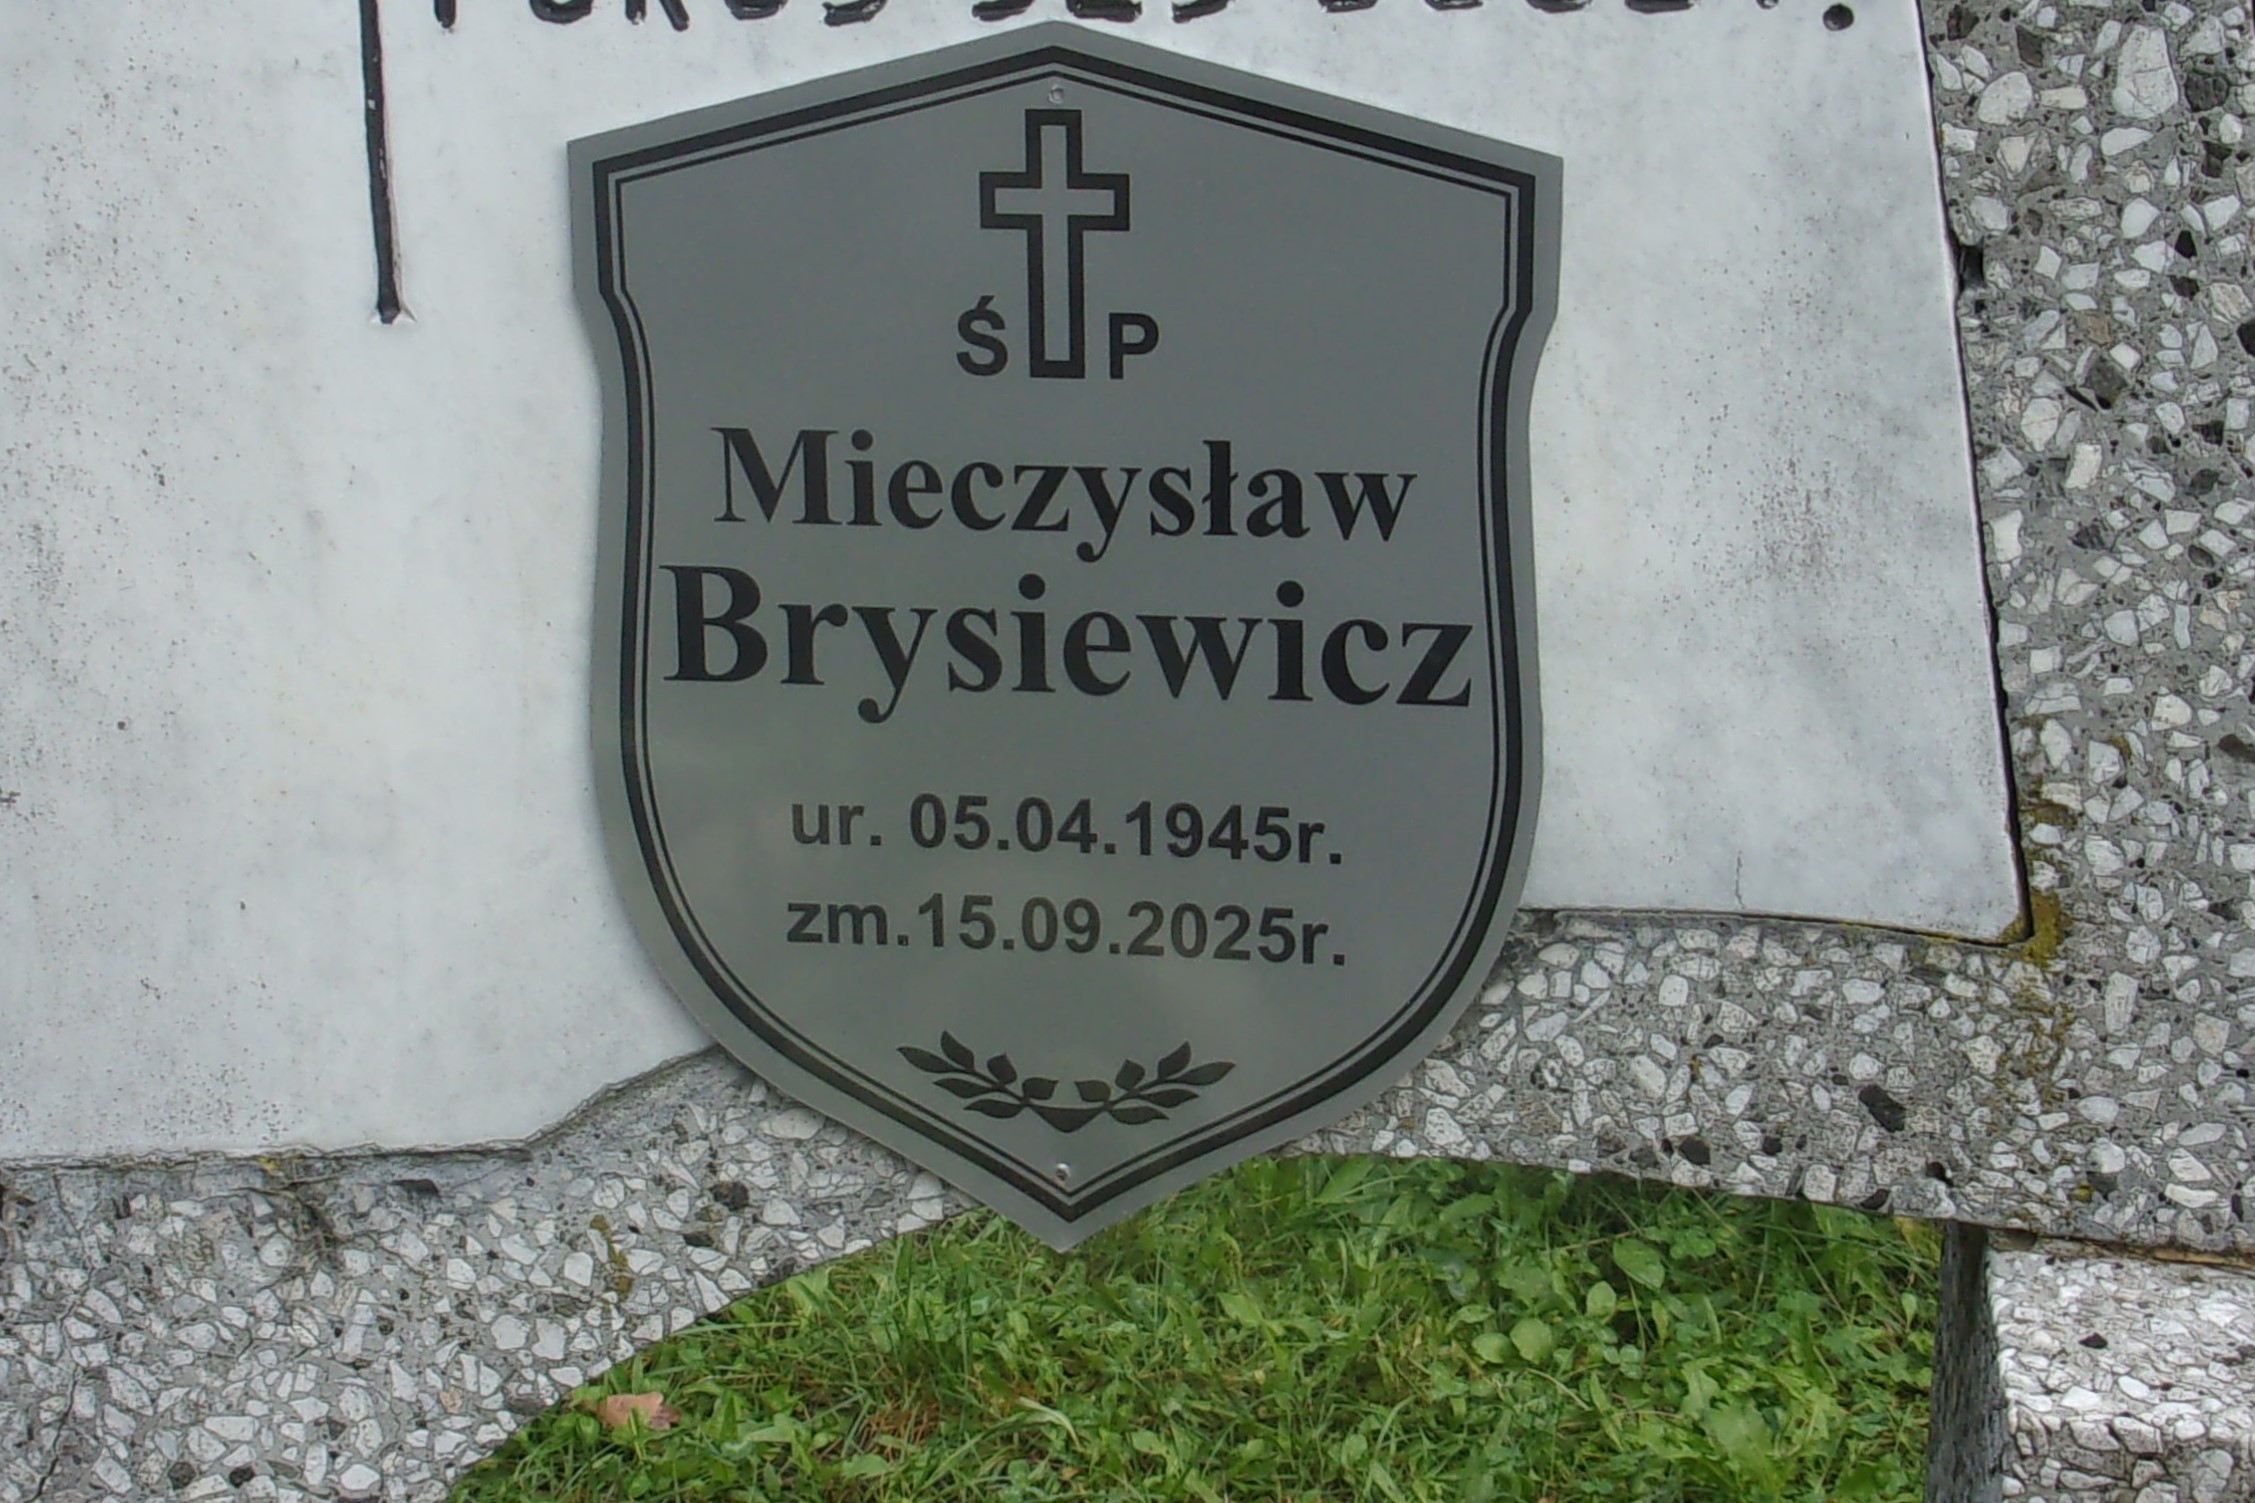 Ś P
Mieczysław
Brysiewicz
ur. 05.04.1945r.
zm.15.09.2025r.